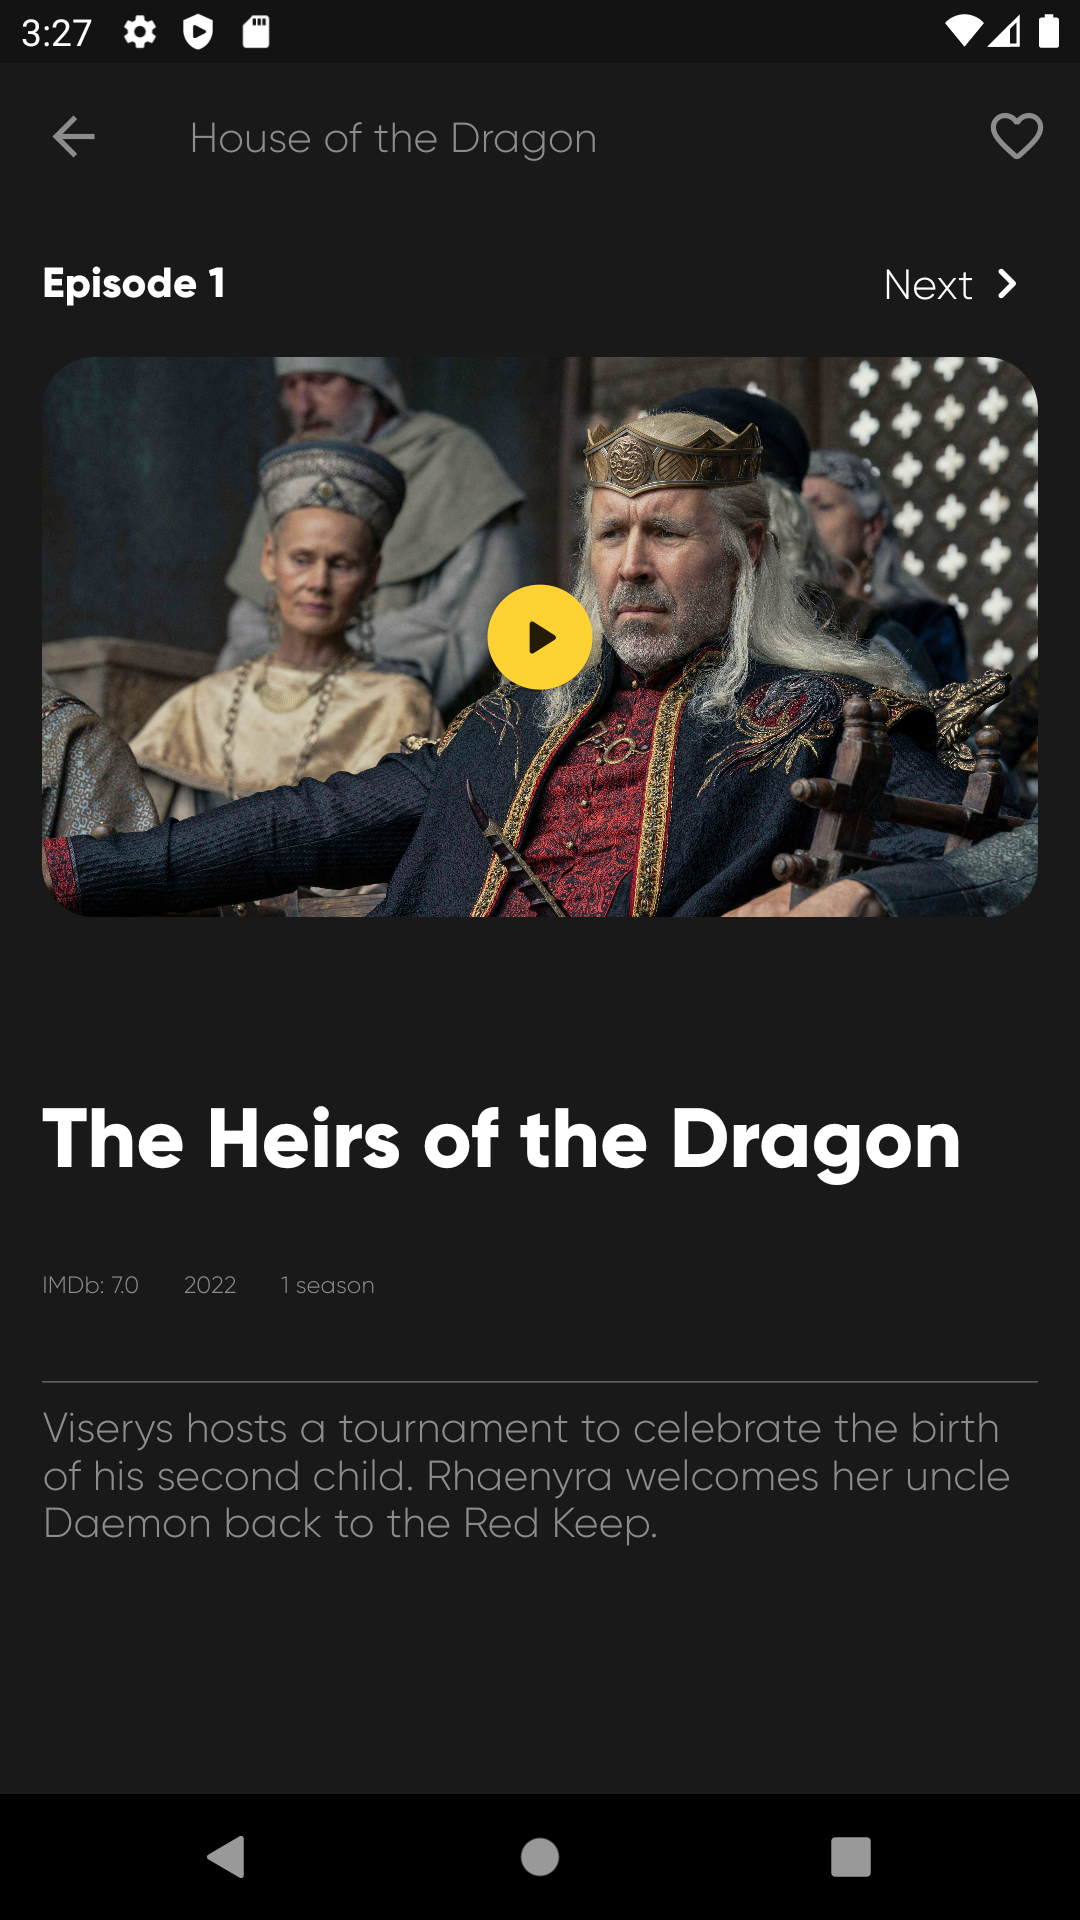 3:27
House of the Dragon
Episode 1
Next
The Heirs of the Dragon
IMDb: 7.0 2022 1 season
Viserys hosts a tournament to celebrate the birth
of his second child. Rhaenyra welcomes her uncle
Daemon back to the Red Keep.